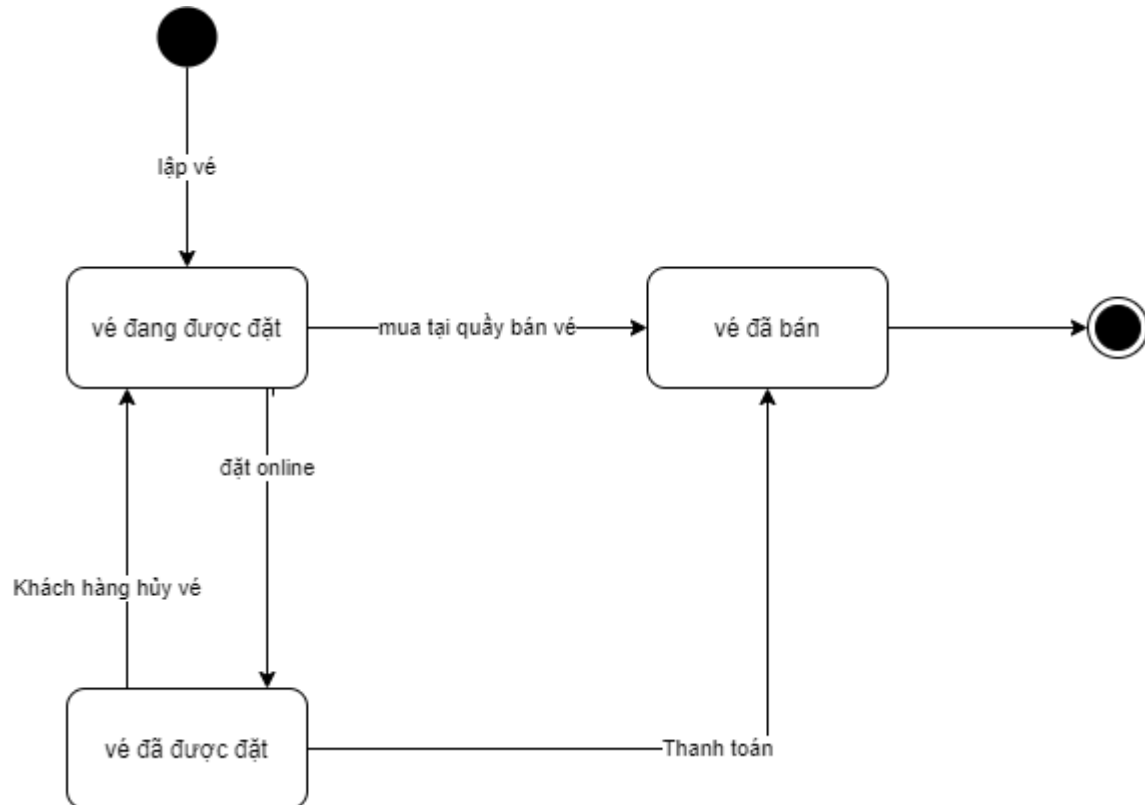 lập vé
vé đang được đặt
mua tại quầy bán vé
vé đã bán
đặt online
Khách hàng hủy vé
vé đã được đặt
Thanh toán